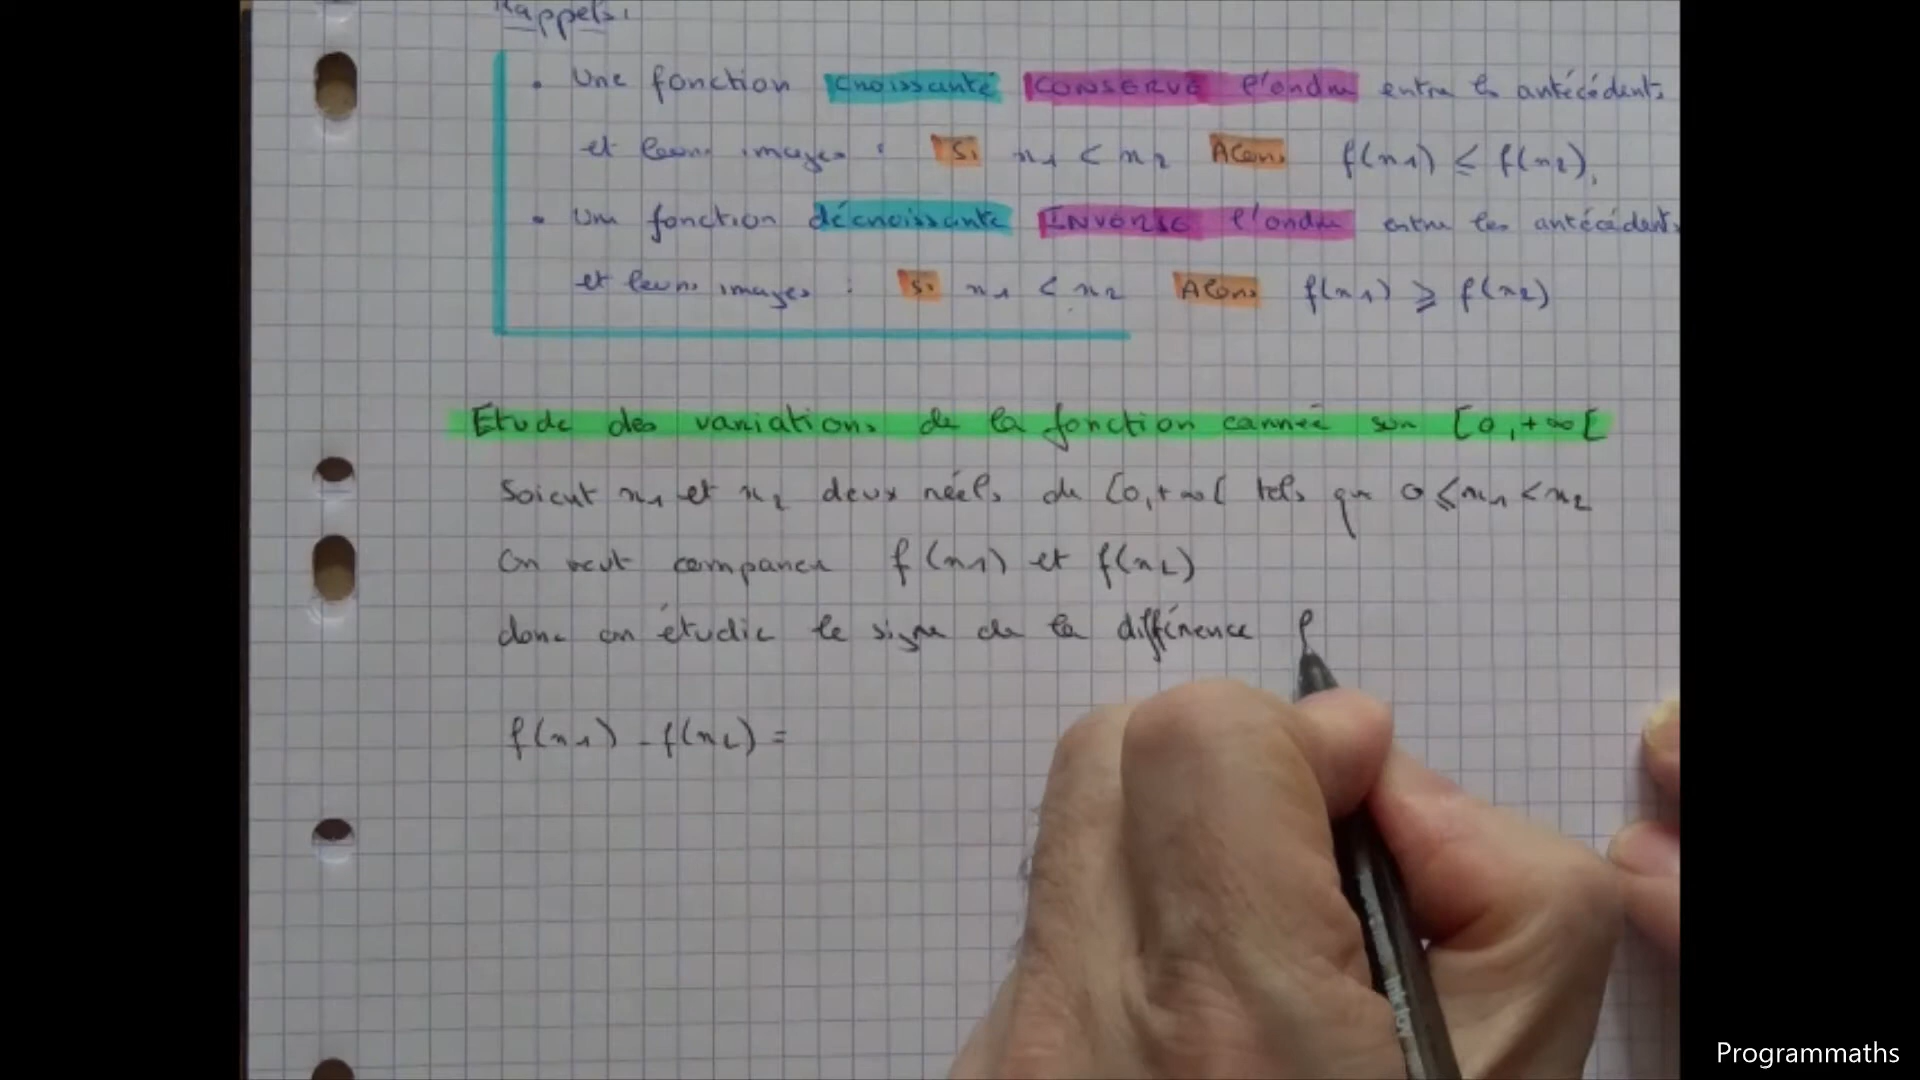 Rappels :
• Une fonction croissante CONSERVE l'ordre entre les antécédents
et leurs images : Si x1 < x2 Alors f(x1) ≤ f(x2),
• Une fonction décroissante INVERSE l'ordre entre les antécédents
et leurs images : Si x1 < x2 Alors f(x1) ≥ f(x2)
Etude des variations de la fonction carrée sur [0,+∞[
Soient x1 et x2 deux réels de [0,+∞[ tels que 0 ≤ x1 < x2
On veut comparer f(x1) et f(x2)
donc on étudie le signe de la différence f
f(x1) - f(x2) =
Programmaths